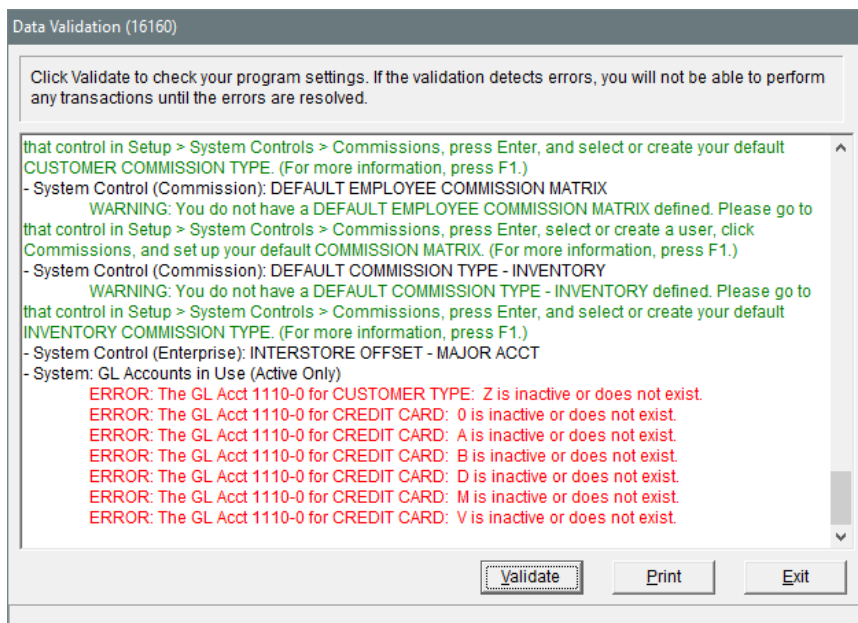 Data Validation (16160)
Click Validate to check your program settings. If the validation detects errors, you will not be able to perform
any transactions until the errors are resolved.
that control in Setup > System Controls > Commissions, press Enter, and select or create your default
CUSTOMER COMMISSION TYPE. (For more information, press F1.)
- System Control (Commission): DEFAULT EMPLOYEE COMMISSION MATRIX
WARNING: You do not have a DEFAULT EMPLOYEE COMMISSION MATRIX defined. Please go to
that control in Setup > System Controls > Commissions, press Enter, select or create a user, click
Commissions, and set up your default COMMISSION MATRIX. (For more information, press F1.)
- System Control (Commission): DEFAULT COMMISSION TYPE - INVENTORY
WARNING: You do not have a DEFAULT COMMISSION TYPE - INVENTORY defined. Please go to
that control in Setup > System Controls > Commissions, press Enter, and select or create your default
INVENTORY COMMISSION TYPE. (For more information, press F1.)
- System Control (Enterprise): INTERSTORE OFFSET - MAJOR ACCT
- System: GL Accounts in Use (Active Only)
ERROR: The GL Acct 1110-0 for CUSTOMER TYPE:  Z is inactive or does not exist.
ERROR: The GL Acct 1110-0 for CREDIT CARD:  0 is inactive or does not exist.
ERROR: The GL Acct 1110-0 for CREDIT CARD:  A is inactive or does not exist.
ERROR: The GL Acct 1110-0 for CREDIT CARD:  B is inactive or does not exist.
ERROR: The GL Acct 1110-0 for CREDIT CARD:  D is inactive or does not exist.
ERROR: The GL Acct 1110-0 for CREDIT CARD:  M is inactive or does not exist.
ERROR: The GL Acct 1110-0 for CREDIT CARD:  V is inactive or does not exist.
Validate Print Exit